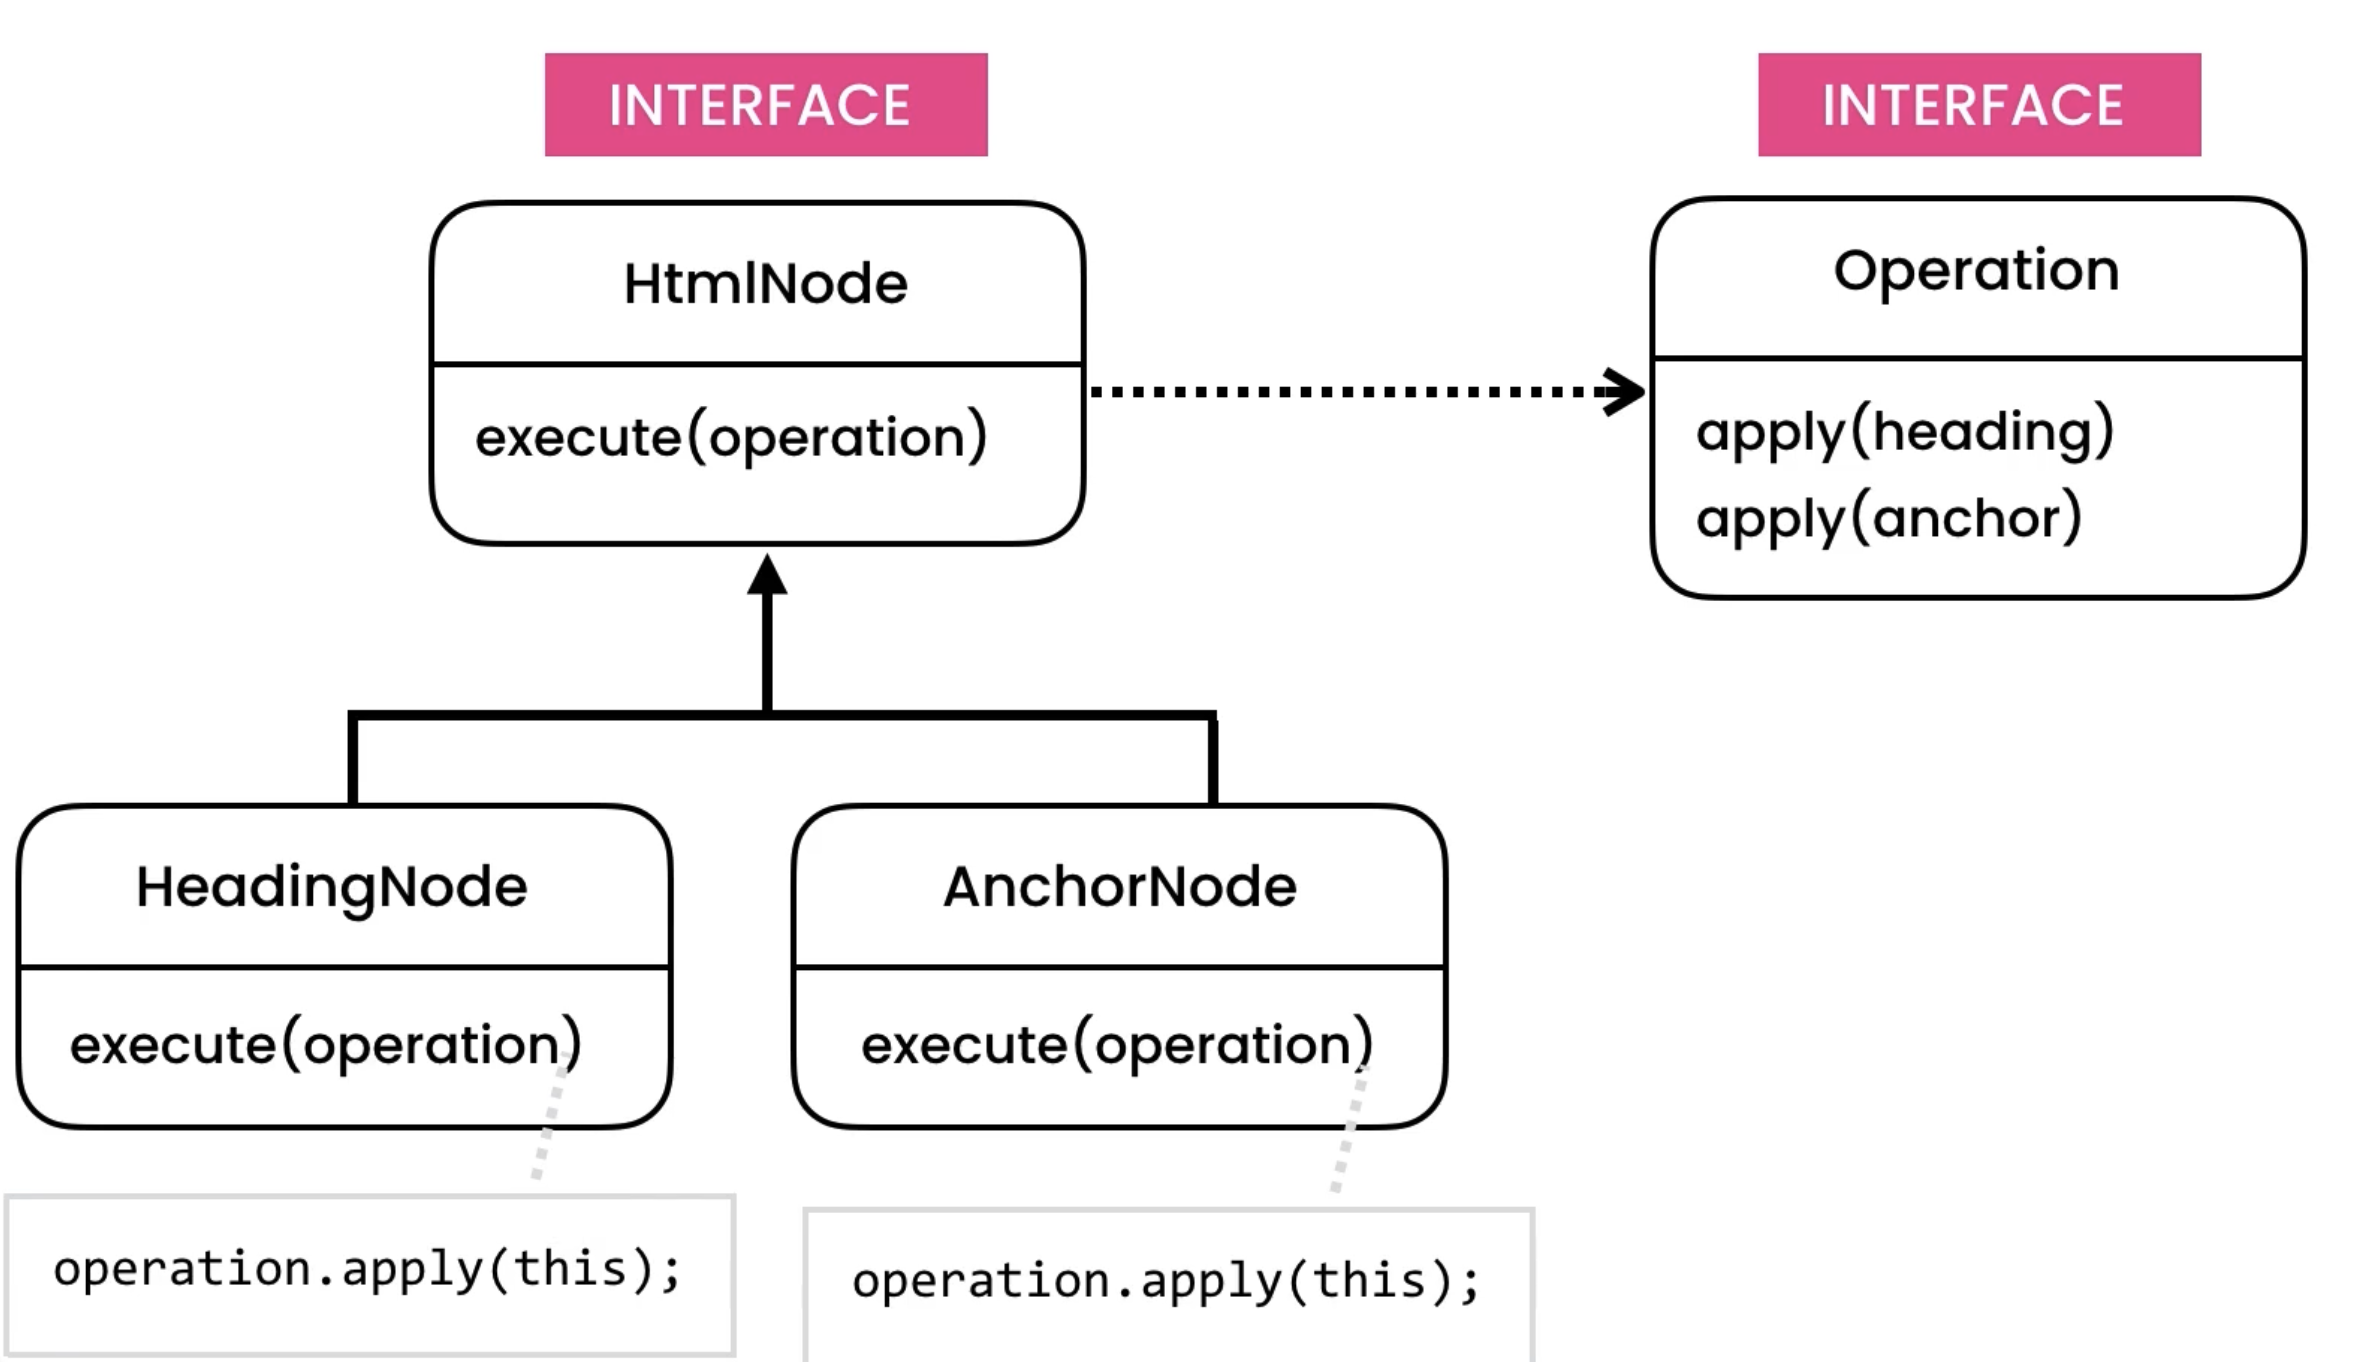 INTERFACE
INTERFACE
HtmlNode
execute(operation)
Operation
apply(heading)
apply(anchor)
HeadingNode
execute(operation)
AnchorNode
execute(operation)
operation.apply(this);
operation.apply(this);